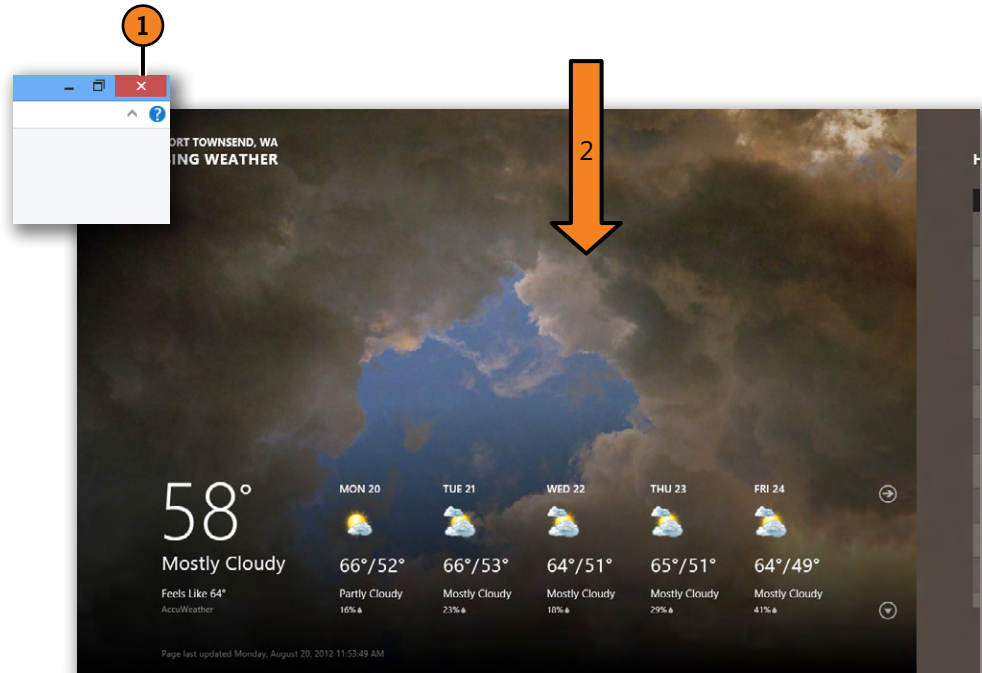 1
?
2
ORT TOWNSEND, WA
ING WEATHER
H
58°
Mostly Cloudy
Feels Like 64°
AccuWeather
MON 20
66°/52°
Partly Cloudy
16%
TUE 21
66°/53°
Mostly Cloudy
23%
WED 22
64°/51°
Mostly Cloudy
18%
THU 23
65°/51°
Mostly Cloudy
29%
FRI 24
64°/49°
Mostly Cloudy
41%
Page last updated Monday, August 20, 2012 11:53:49 AM